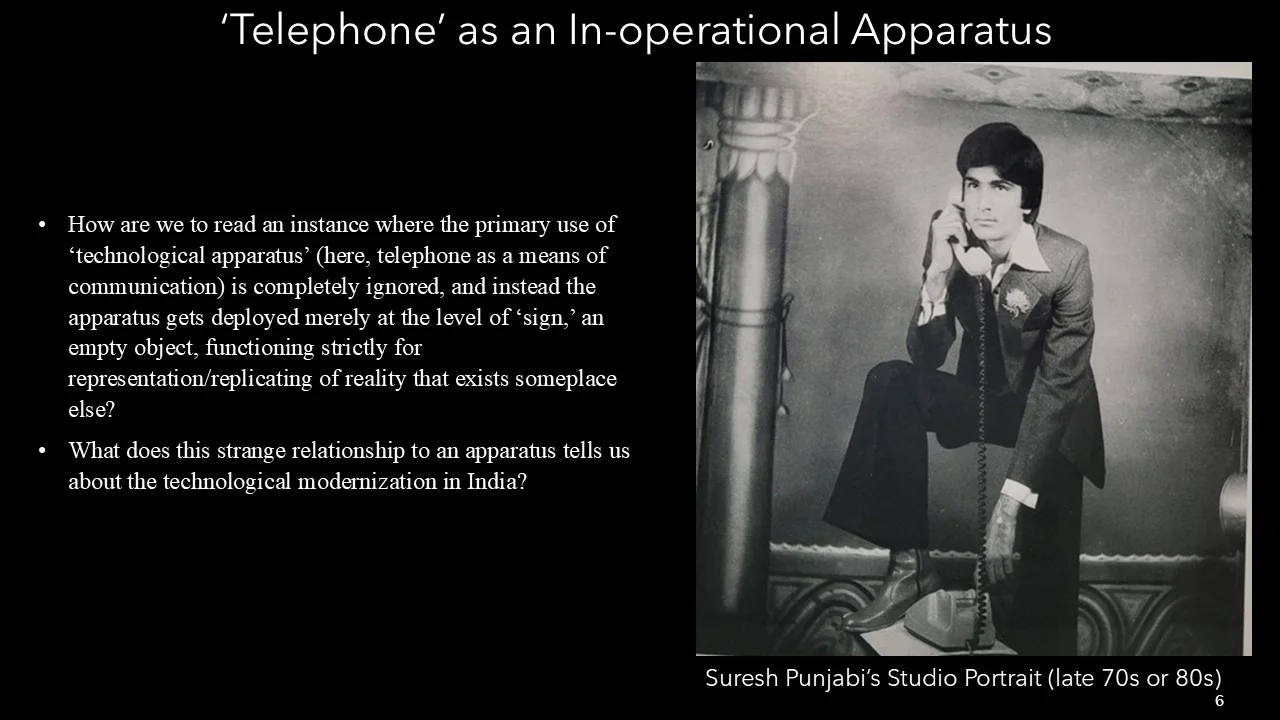 ‘Telephone’ as an In-operational Apparatus
• How are we to read an instance where the primary use of
‘technological apparatus’ (here, telephone as a means of
communication) is completely ignored, and instead the
apparatus gets deployed merely at the level of ‘sign,’ an
empty object, functioning strictly for
representation/replicating of reality that exists someplace
else?
• What does this strange relationship to an apparatus tells us
about the technological modernization in India?
Suresh Punjabi’s Studio Portrait (late 70s or 80s)
6